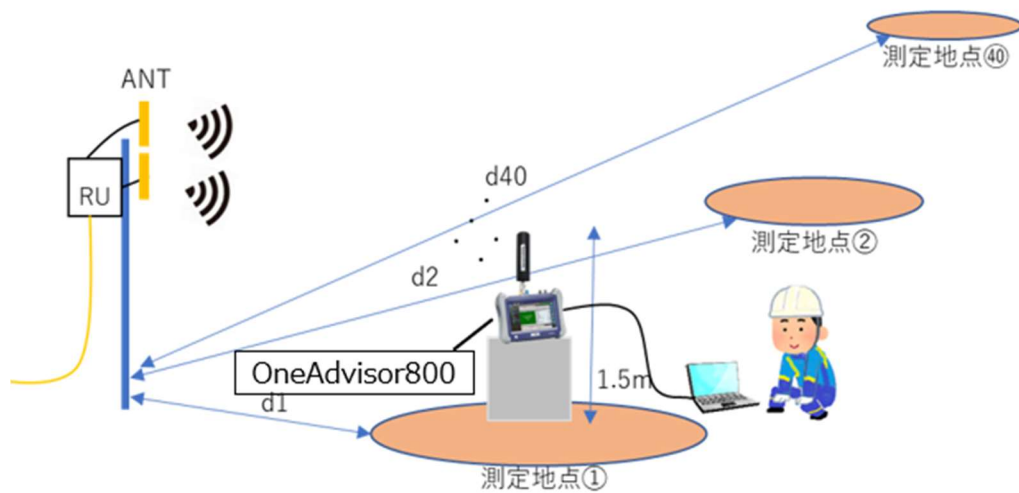 測定地点㊵
ANT
RU
d40
測定地点②
d2
OneAdvisor800
1.5m
d1
測定地点①